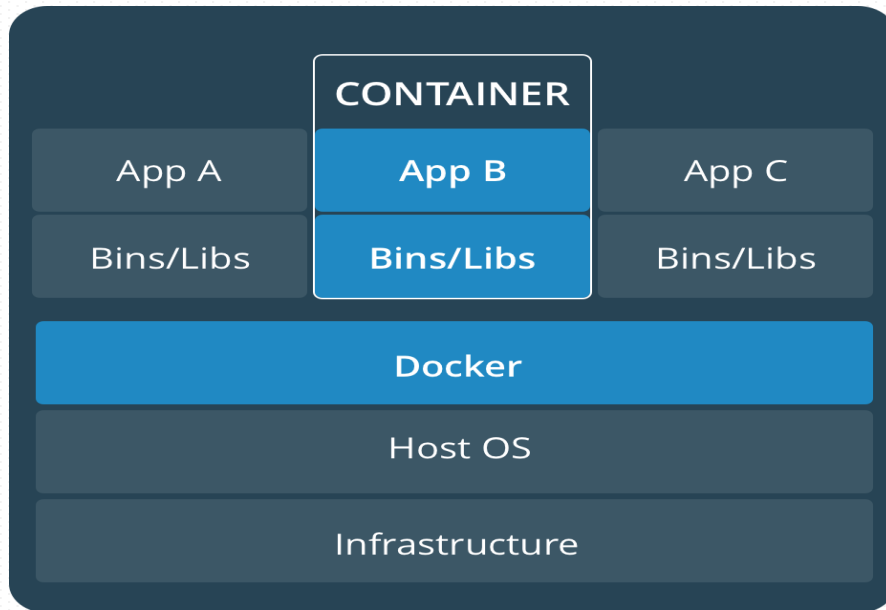 CONTAINER
App A
App B
App C
Bins/Libs
Bins/Libs
Bins/Libs
Docker
Host OS
Infrastructure